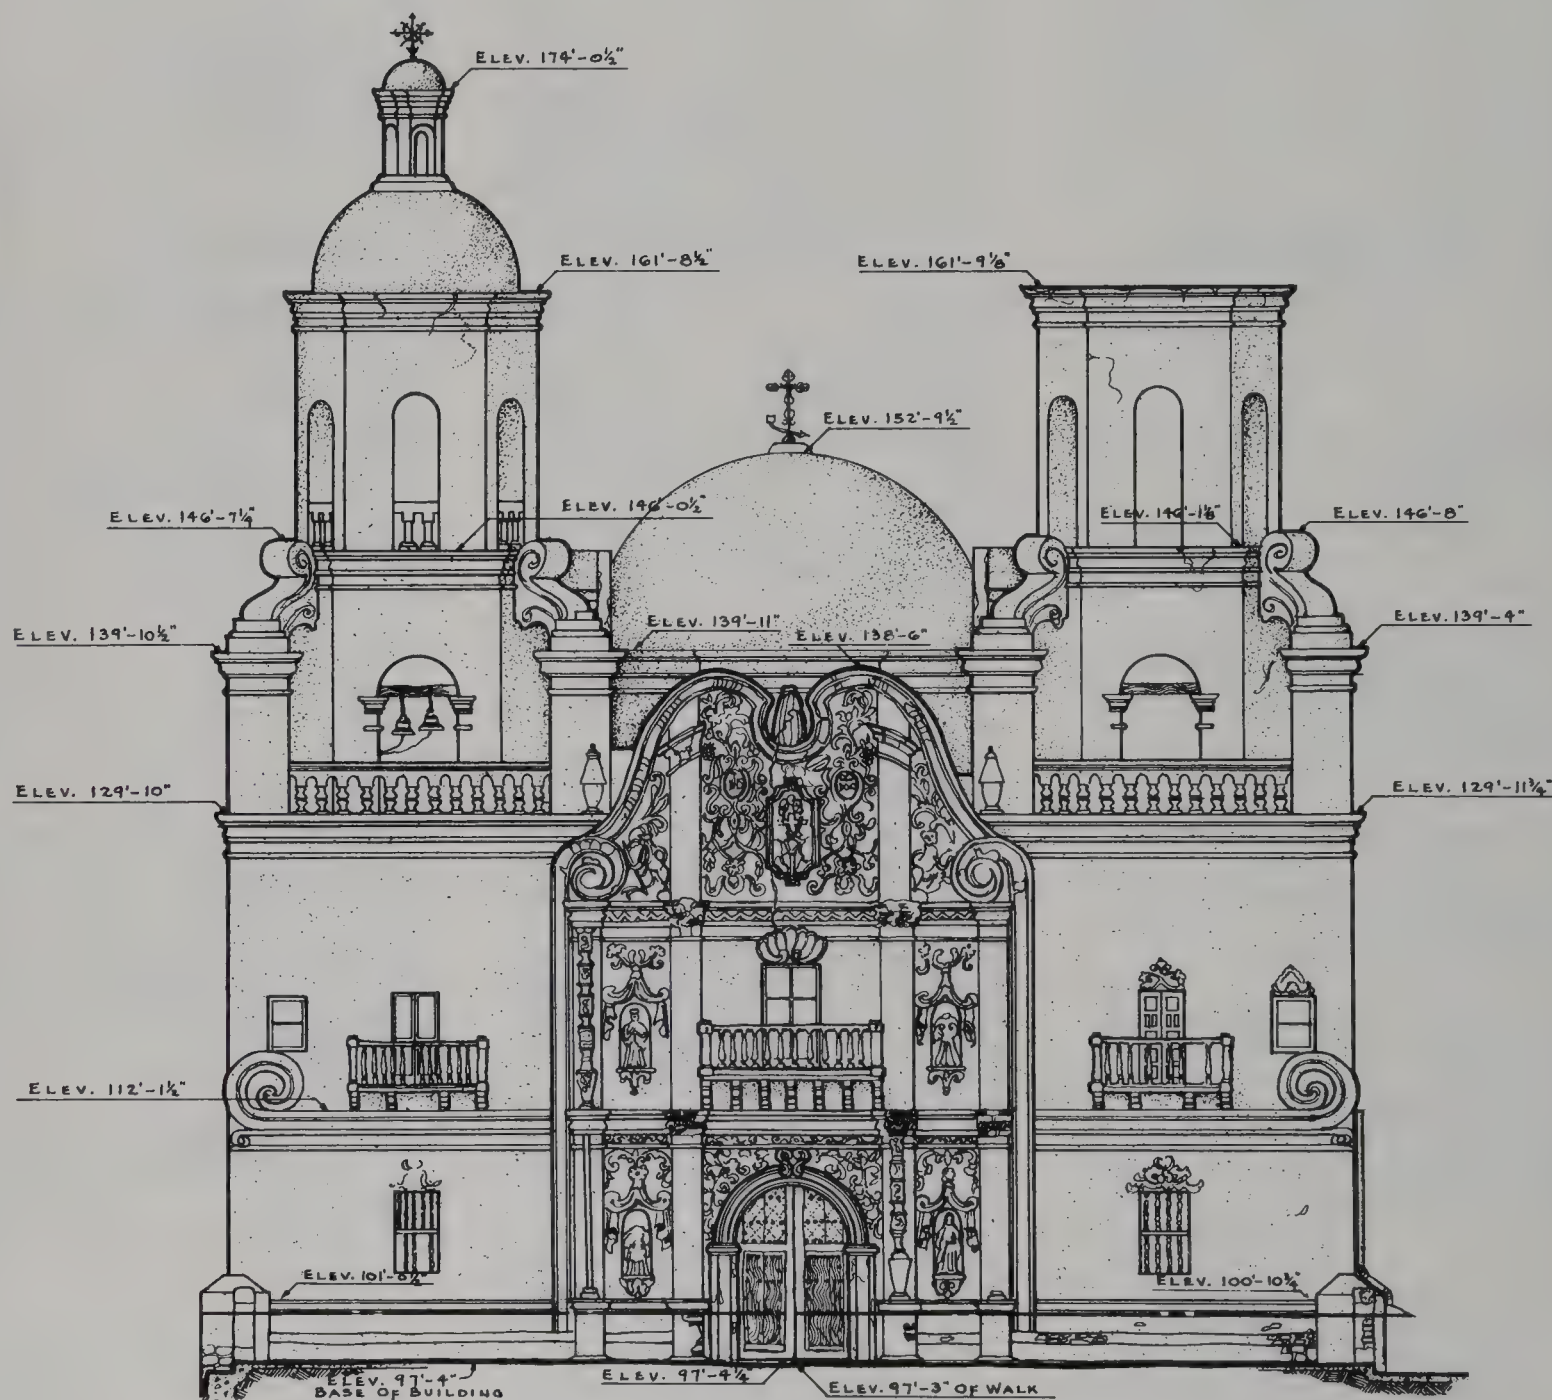 ELEV. 174'-0½"
ELEV. 161'-8½"
ELEV. 161'-9⅛"
ELEV. 152'-9½"
ELEV. 146'-7¼"
ELEV. 146'-0½"
ELEV. 146'-1⅛"
ELEV. 146'-8"
ELEV. 139'-10½"
ELEV. 139'-11"
ELEV. 138'-6"
ELEV. 139'-4"
ELEV. 129'-10"
ELEV. 129'-11¾"
ELEV. 112'-1½"
ELEV.
ELEV. 100'-10¾"
ELEV. 97'-4"
BASE OF BUILDING
ELEV. 97'-4¼"
ELEV. 97'-3" OF WALK